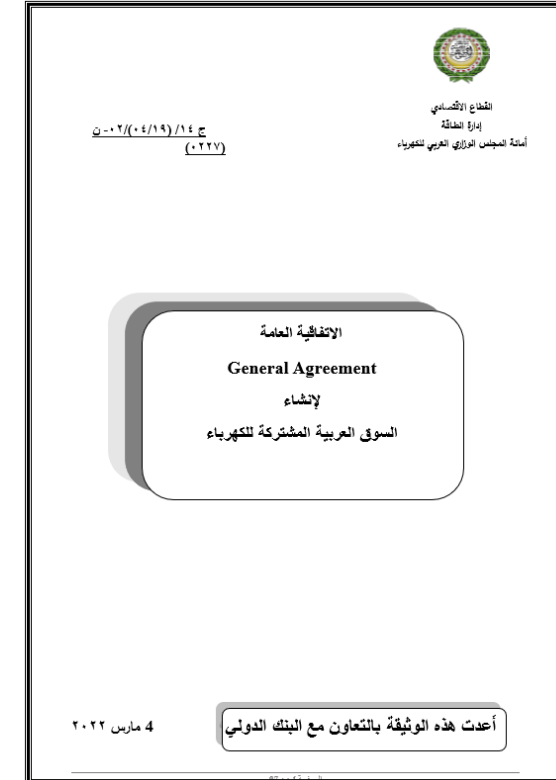 القطاع الاقتصادي
إدارة الطاقة
أمانة المجلس الوزاري العربي للكهرباء
ج ١٤/ (٠٤/١٩)/٠٢- ن
(٠٢٢٧)
الاتفاقية العامة
General Agreement
لإنشاء
السوق العربية المشتركة للكهرباء
أعدت هذه الوثيقة بالتعاون مع البنك الدولي
4 مارس ٢٠٢٢